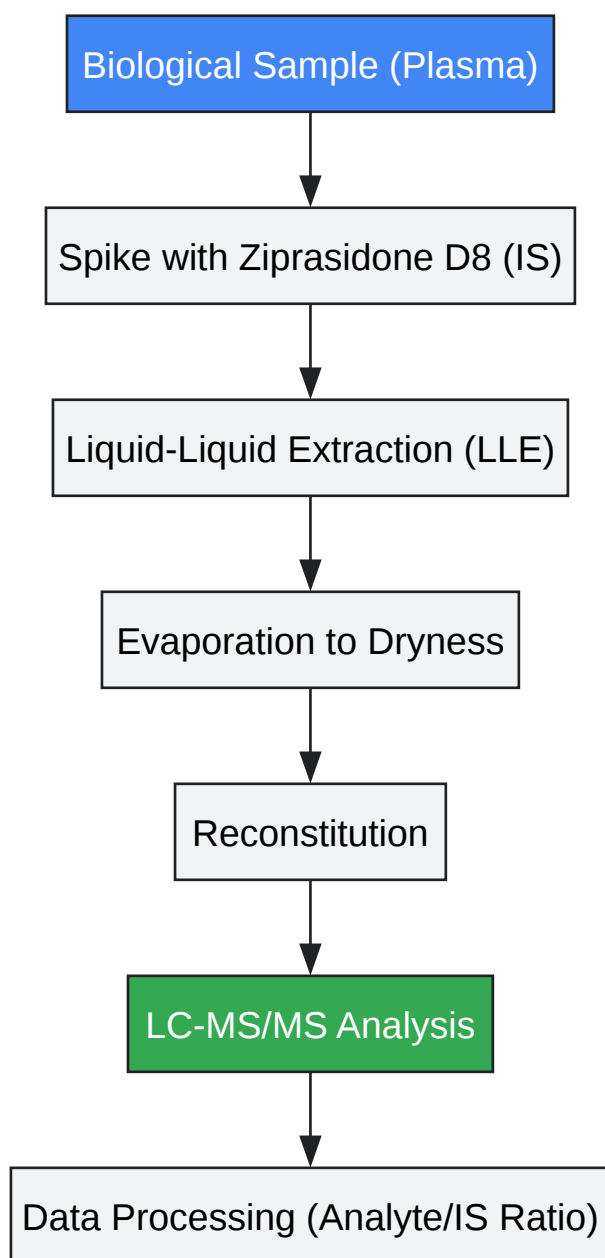 Biological Sample (Plasma)
Spike with Ziprasidone D8 (IS)
Liquid-Liquid Extraction (LLE)
Evaporation to Dryness
Reconstitution
LC-MS/MS Analysis
Data Processing (Analyte/IS Ratio)